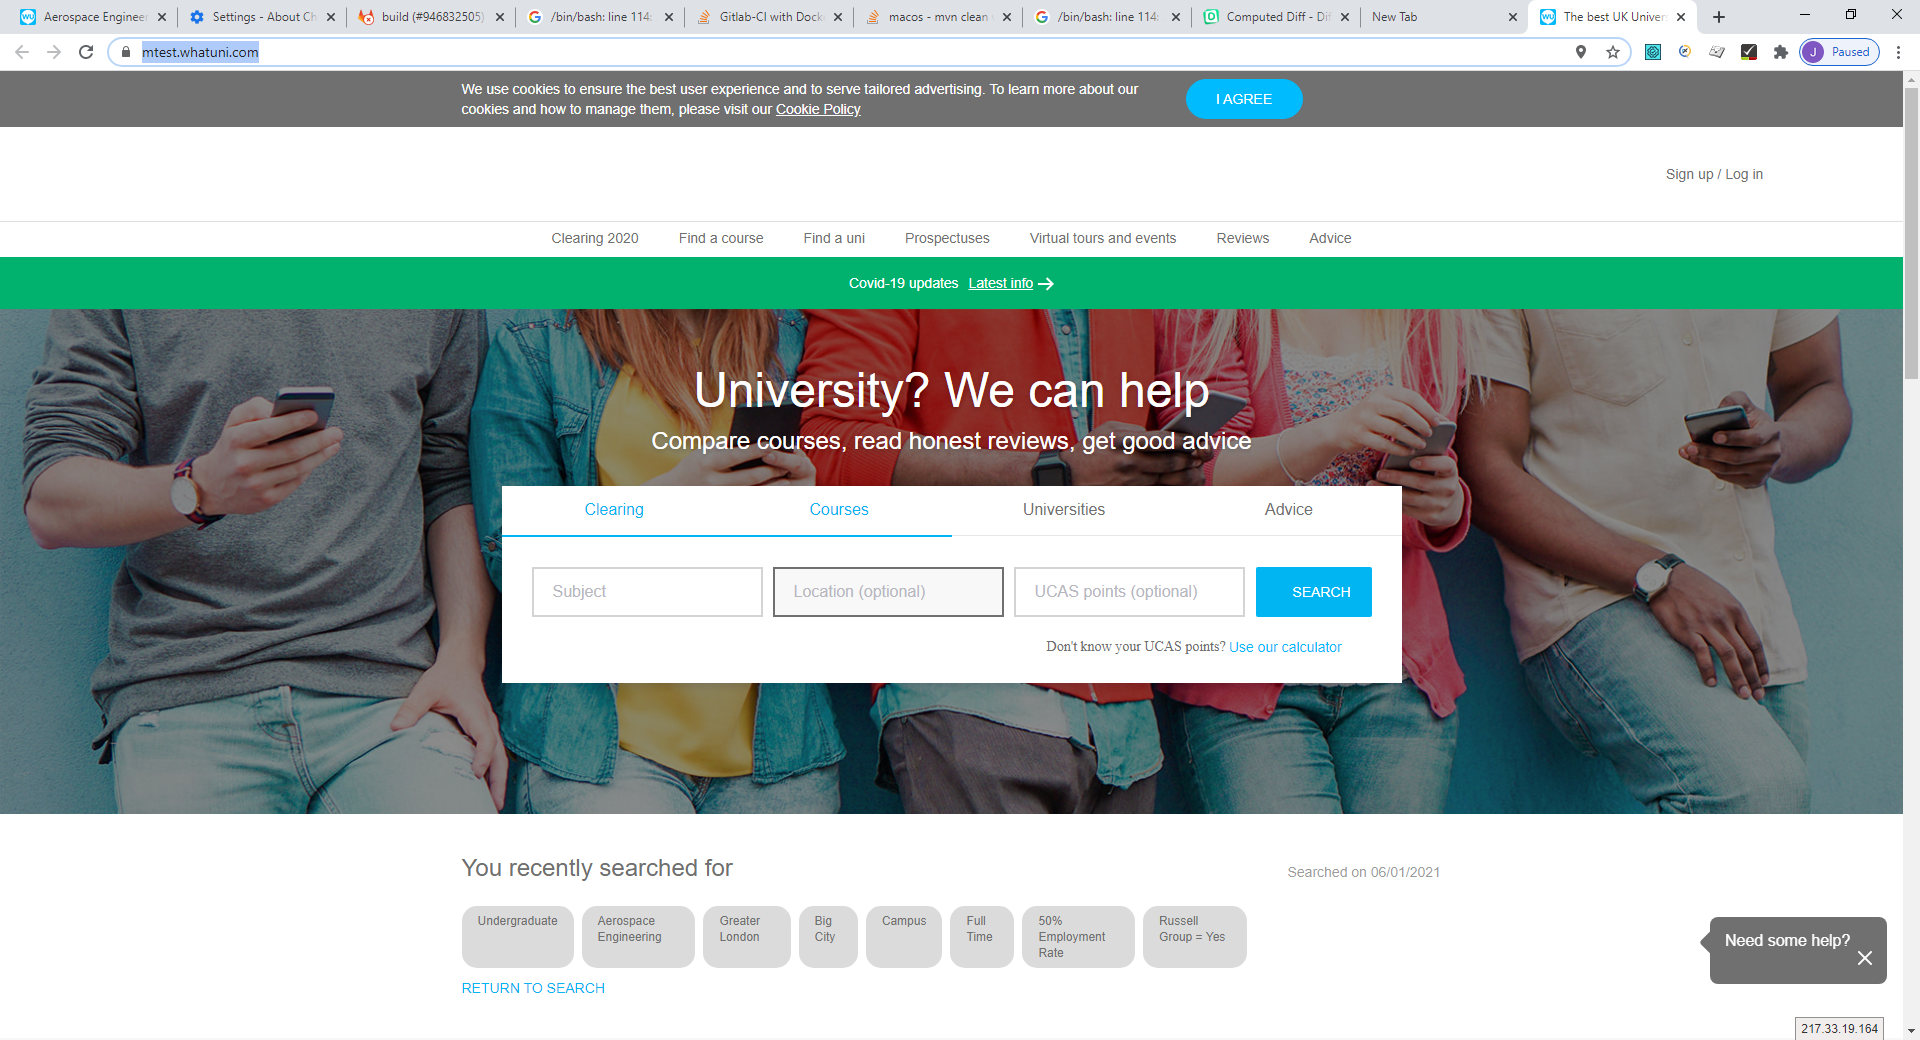 Aerospace Engineer
Settings - About Ch
build (#946832505)
/bin/bash: line 114:
Gitlab-CI with Dock
macos - mvn clean
/bin/bash: line 114:
Computed Diff - Dif
New Tab
The best UK Univer
mtest.whatuni.com
J
Paused
We use cookies to ensure the best user experience and to serve tailored advertising. To learn more about our
cookies and how to manage them, please visit our Cookie Policy
I AGREE
Sign up / Log in
Clearing 2020
Find a course
Find a uni
Prospectuses
Virtual tours and events
Reviews
Advice
Covid-19 updates Latest info
University? We can help
Compare courses, read honest reviews, get good advice
Clearing
Courses
Universities
Advice
Subject
Location (optional)
UCAS points (optional)
SEARCH
Don't know your UCAS points? Use our calculator
You recently searched for
Searched on 06/01/2021
Undergraduate
Aerospace
Engineering
Greater
London
Big
City
Campus
Full
Time
50%
Employment
Rate
Russell
Group = Yes
RETURN TO SEARCH
Need some help?
217.33.19.164